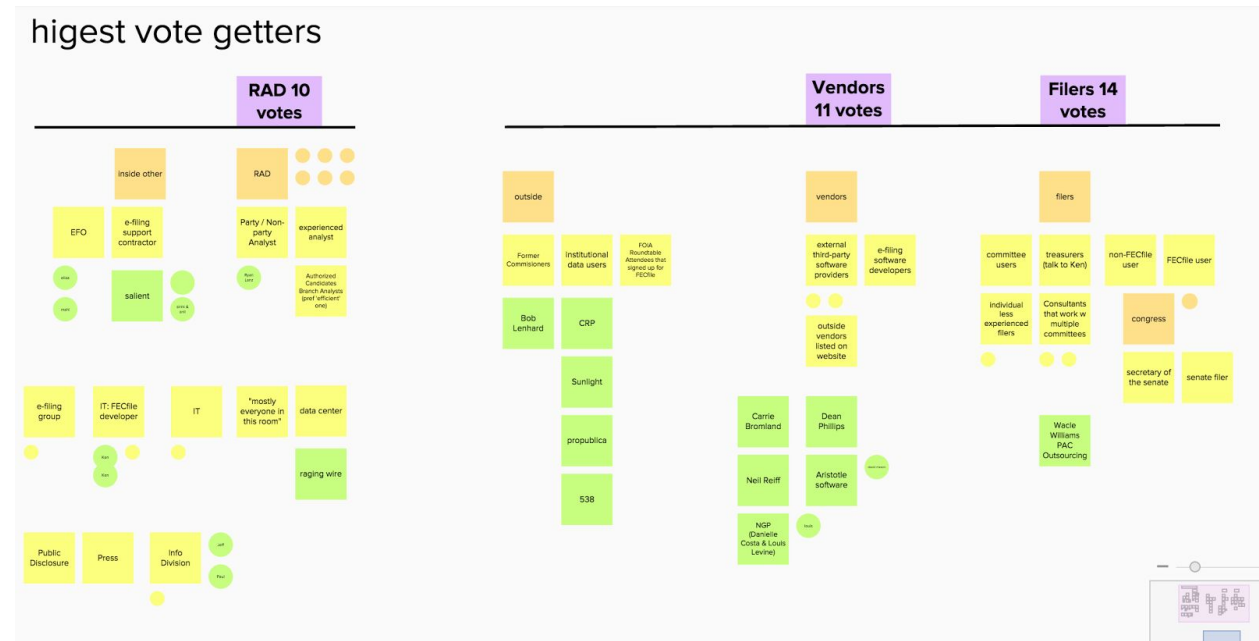 higest vote getters
RAD 10
votes
Vendors
11 votes
Filers 14
votes
inside other
RAD
outside
vendors
filers
EFO
e-filing
support
contractor
Party / Non-
party
Analyst
experienced
analyst
salient
Authorized
Candidates
Branch Analysts
(pref 'efficient'
one)
Former
Commisioners
institutional
data users
FOIA
Roundtable
Attendees that
signed up for
FECfile
external
third-party
software
providers
e-filing
software
developers
committee
users
treasurers
(talk to Ken)
non-FECfile
user
FECfile user
Bob
Lenhard
CRP
outside
vendors
listed on
website
individual
less
experienced
filers
Consultants
that work w
multiple
committees
congress
Sunlight
secretary of
the senate
senate filer
e-filing
group
IT: FECfile
developer
IT
"mostly
everyone in
this room"
data center
propublica
Carrie
Bromland
Dean
Phillips
Wacle
Williams
PAC
Outsourcing
raging wire
538
Neil Reiff
Aristotle
software
NGP
(Danielle
Costa & Louis
Levine)
Public
Disclosure
Press
Info
Division
Jeff
Paul